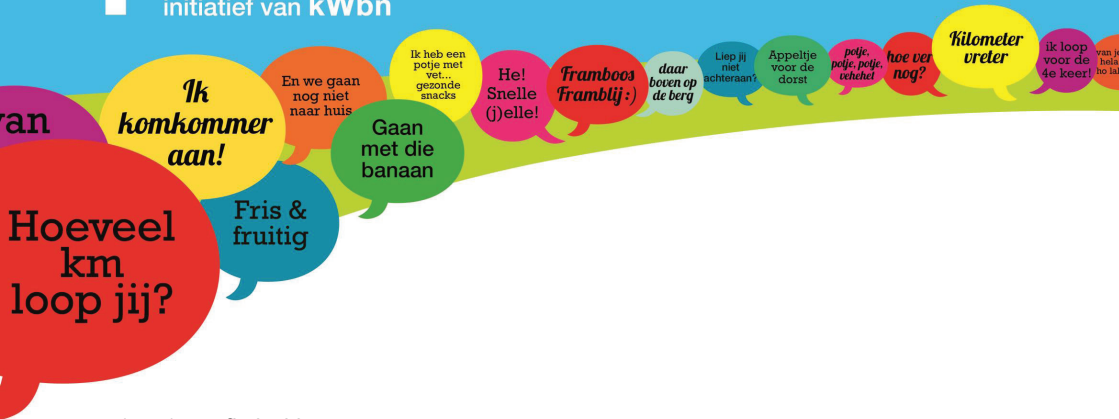 initiatief van kWbn
van
Ik
komkommer
aan!
En we gaan
nog niet
naar huis
Ik heb een
potje met
vet...
gezonde
snacks
He!
Snelle
(j)elle!
Framboos
Framblij :)
daar
boven op
de berg
Liep jij
niet
achteraan?
Appeltje
voor de
dorst
potje,
potje, potje,
vehehet
hoe ver
nog?
Kilometer
vreter
ik loop
voor de
4e keer!
Gaan
met die
banaan
Fris &
fruitig
Hoeveel
km
loop jij?